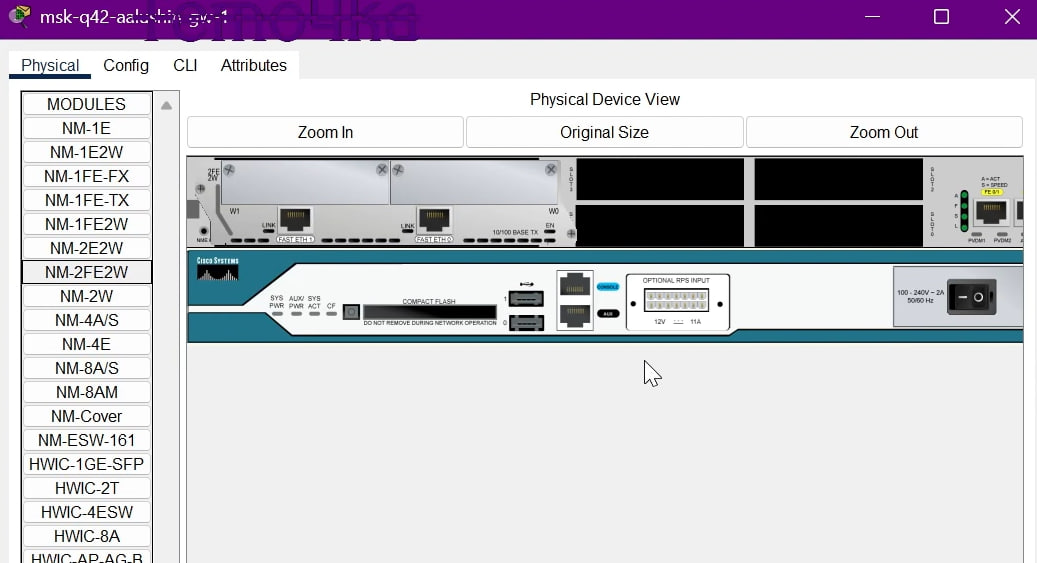 msk-q42-aalushin-gw-1
Physical Config CLI Attributes
MODULES
NM-1E
NM-1E2W
NM-1FE-FX
NM-1FE-TX
NM-1FE2W
NM-2E2W
NM-2FE2W
NM-2W
NM-4A/S
NM-4E
NM-8A/S
NM-8AM
NM-Cover
NM-ESW-161
HWIC-1GE-SFP
HWIC-2T
HWIC-4ESW
HWIC-8A
HWIC-AP-AG-B
Physical Device View
Zoom In Original Size Zoom Out
2FE
2W
W1
LINK
FAST ETH 1
LINK
FAST ETH 0
W0
EN
10/100 BASE TX
SLOT 3
SLOT 2
SLOT 0
A = ACT
S = SPEED
FE 0/1
A
F
S
L
PVDM1 PVDM2
CISCO SYSTEMS
SYS PWR
AUX/ PWR
SYS ACT
CF
COMPACT FLASH
DO NOT REMOVE DURING NETWORK OPERATION
1
0
CONSOLE
AUX
OPTIONAL RPS INPUT
12V 11A
100 - 240V ~ 2A
50/60 Hz